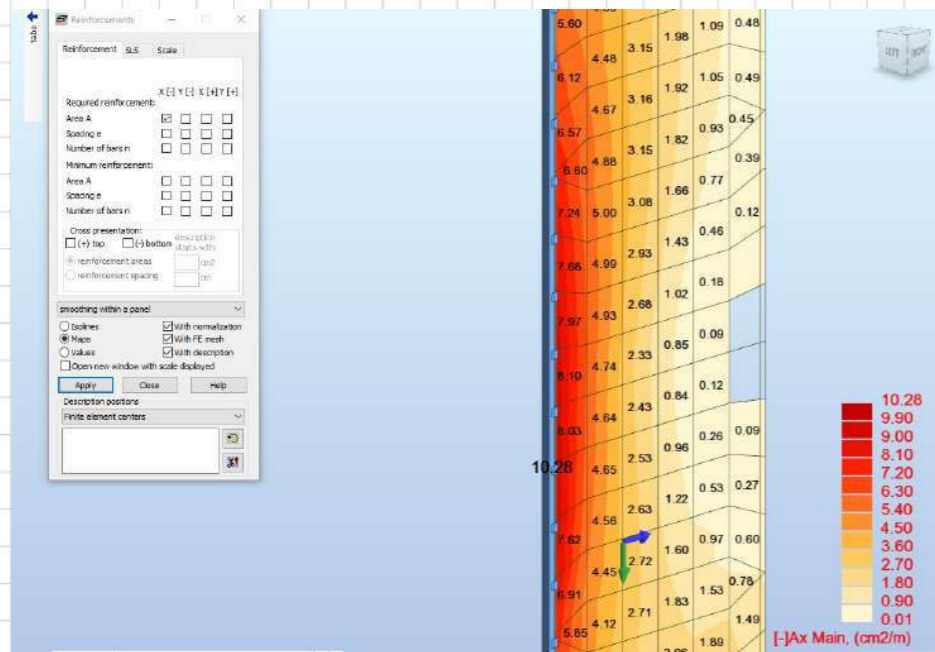 Reinforcements
Reinforcement SLS Scale
X [-] Y [-] X [+] Y [+]
Required reinforcement:
Area A
Spacing e
Number of bars n
Minimum reinforcement:
Area A
Spacing e
Number of bars n
Cross presentation:
(+) top (-) bottom
reinforcement areas cm2
reinforcement spacing
smoothing within a panel
Isolines With normalization
Maps With FE mesh
Values With description
Open new window with scale displayed
Apply Close Help
Description positions
Finite element centers
5.60 1.98 1.09 0.48
4.48 3.15
6.12 1.92 1.05 0.49
4.67 3.16
6.57 1.82 0.93 0.45
4.88 3.15
6.60 1.66 0.77 0.39
7.24 5.00 3.08 0.12
1.43 0.46
7.68 4.99 2.93
1.02 0.18
7.97 4.93 2.68
0.85 0.09
4.74 2.33
8.10 0.84 0.12
4.64 2.43
8.03 0.96 0.26 0.09
10.28 4.65 2.53
1.22 0.53 0.27
4.56 2.63
7.62 1.60 0.97 0.60
4.45 2.72
6.91 1.83 1.53 0.78
4.12 2.71
5.85 1.89 1.49
10.28
9.90
9.00
8.10
7.20
6.30
5.40
4.50
3.60
2.70
1.80
0.90
0.01
[-]Ax Main, (cm2/m)